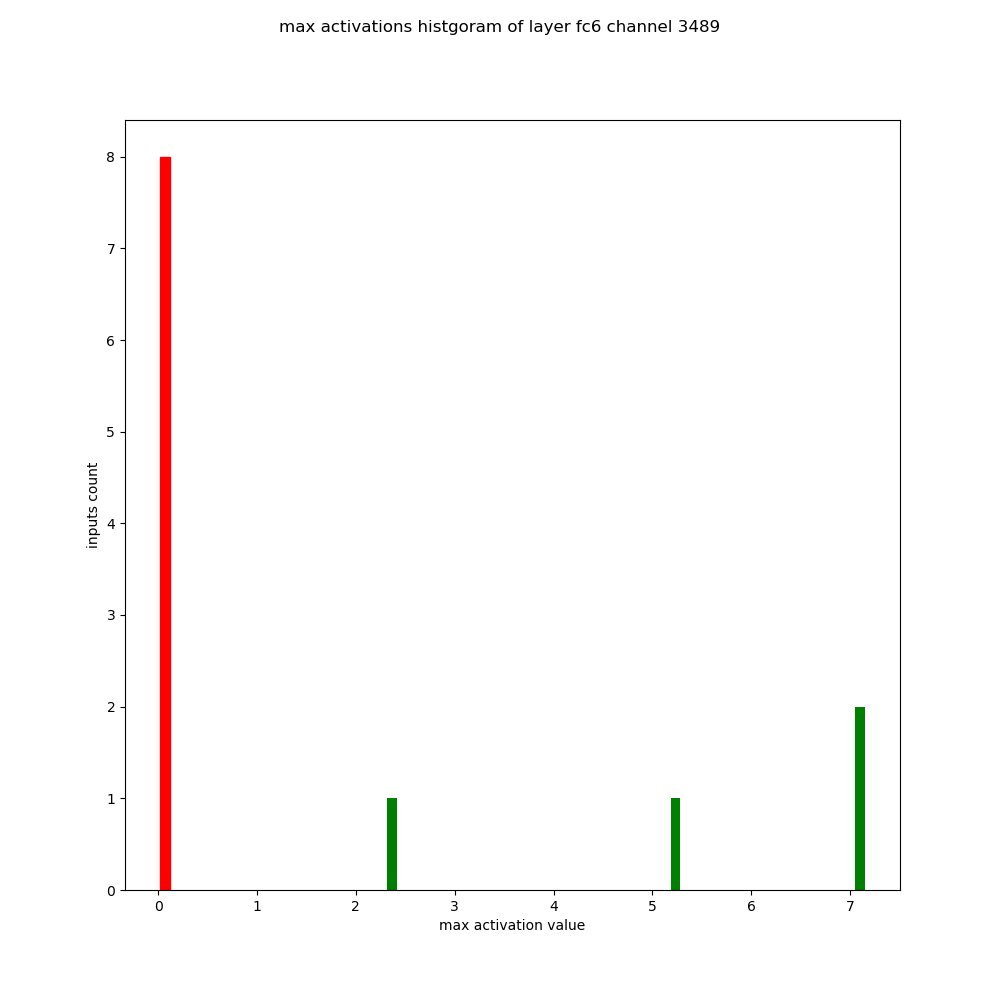 max activations histgoram of layer fc6 channel 3489
8
7
6
5
4
3
2
1
0
inputs count
0 1 2 3 4 5 6 7
max activation value